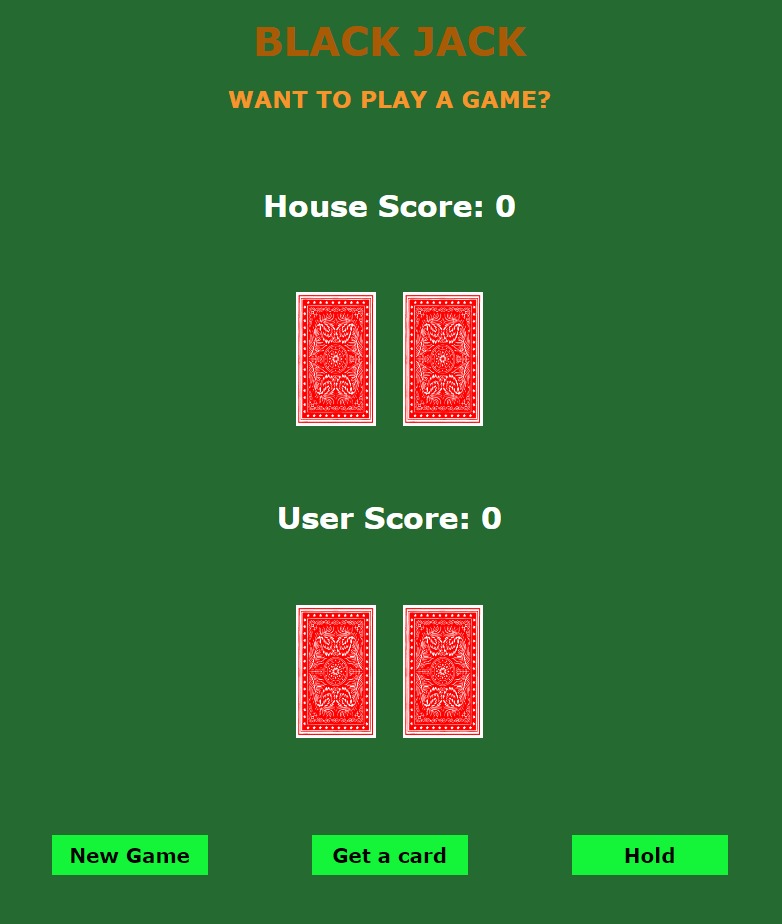 BLACK JACK
WANT TO PLAY A GAME?
House Score: 0
User Score: 0
New Game
Get a card
Hold